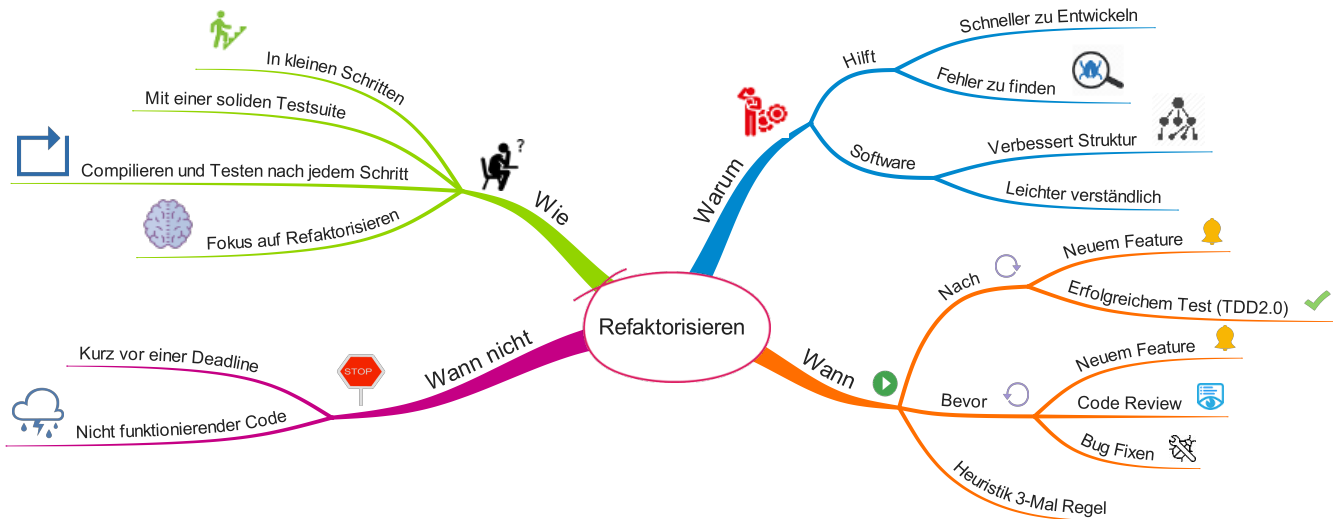 Refaktorisieren
Wie
?
In kleinen Schritten
Mit einer soliden Testsuite
Compilieren und Testen nach jedem Schritt
Fokus auf Refaktorisieren
Warum
Hilft
Schneller zu Entwickeln
Fehler zu finden
Software
Verbessert Struktur
Leichter verständlich
Wann
Nach
Neuem Feature
Erfolgreichem Test (TDD2.0)
Bevor
Neuem Feature
Code Review
Bug Fixen
Heuristik 3-Mal Regel
Wann nicht
STOP
Kurz vor einer Deadline
Nicht funktionierender Code